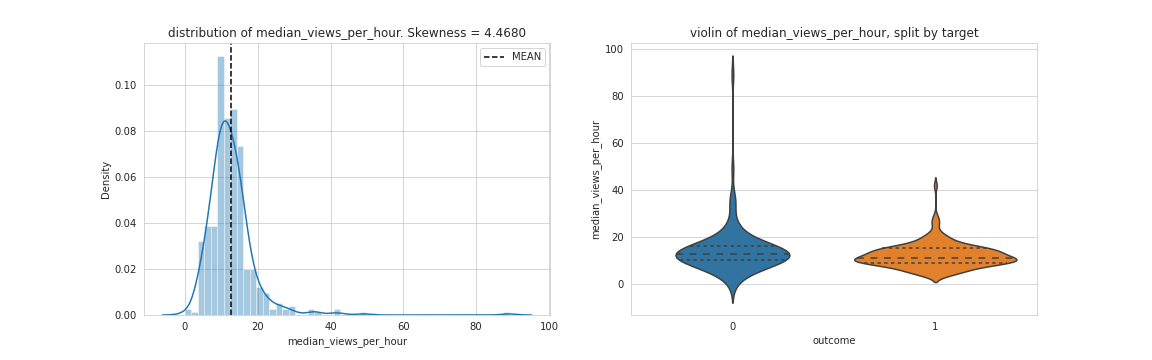 distribution of median_views_per_hour. Skewness = 4.4680
MEAN
0.10
0.08
0.06
0.04
0.02
0.00
Density
0
20
40
60
80
100
median_views_per_hour
violin of median_views_per_hour, split by target
100
80
60
40
20
0
median_views_per_hour
0
1
outcome